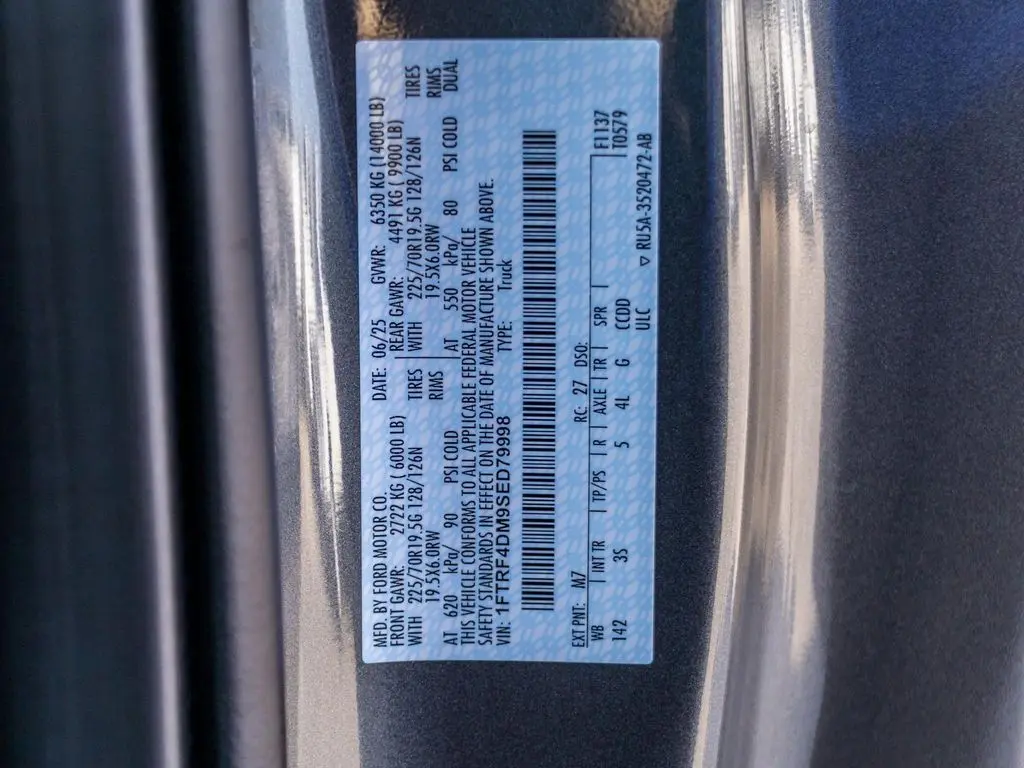 MFD. BY FORD MOTOR CO. DATE: 06/25 GVWR: 6350 KG (14000 LB)
FRONT GAWR: 2722 KG ( 6000 LB) REAR GAWR: 4491 KG ( 9900 LB)
WITH 225/70R19.5G 128/126N TIRES WITH 225/70R19.5G 128/126N TIRES
19.5X6.0RW RIMS 19.5X6.0RW RIMS
AT 620 kPa/ 90 PSI COLD AT 550 kPa/ 80 PSI COLD DUAL
THIS VEHICLE CONFORMS TO ALL APPLICABLE FEDERAL MOTOR VEHICLE
SAFETY STANDARDS IN EFFECT ON THE DATE OF MANUFACTURE SHOWN ABOVE.
VIN: 1FTRF4DM9SED79998 TYPE: Truck
EXT PNT: M7 RC: 27 DSO:
WB INT TR TP/PS R AXLE TR SPR F1137
142 3S 5 4L G CCDD T0579
ULC ▽ RU5A-3520472-AB